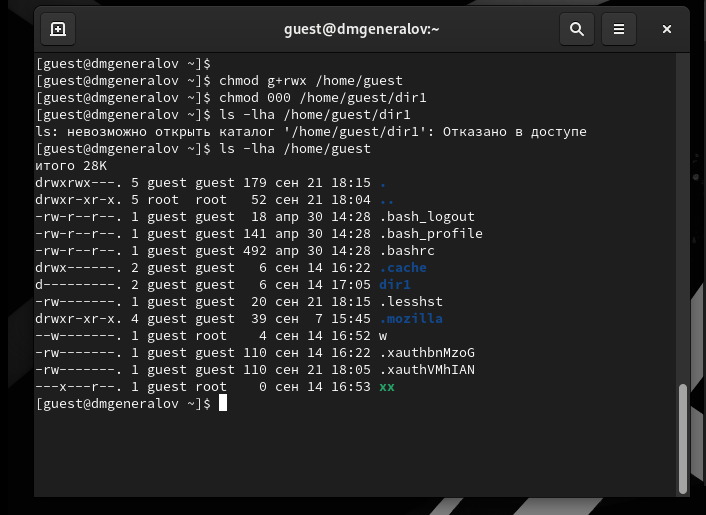 guest@dmgeneralov:~
[guest@dmgeneralov ~]$
[guest@dmgeneralov ~]$ chmod g+rwx /home/guest
[guest@dmgeneralov ~]$ chmod 000 /home/guest/dir1
[guest@dmgeneralov ~]$ ls -lha /home/guest/dir1
ls: невозможно открыть каталог '/home/guest/dir1': Отказано в доступе
[guest@dmgeneralov ~]$ ls -lha /home/guest
итого 28K
drwxrwx---. 5 guest guest 179 сен 21 18:15 .
drwxr-xr-x. 5 root  root   52 сен 21 18:04 ..
-rw-r--r--. 1 guest guest  18 апр 30 14:28 .bash_logout
-rw-r--r--. 1 guest guest 141 апр 30 14:28 .bash_profile
-rw-r--r--. 1 guest guest 492 апр 30 14:28 .bashrc
drwx------. 2 guest guest   6 сен 14 16:22 .cache
d---------. 2 guest guest   6 сен 14 17:05 dir1
-rw-------. 1 guest guest  20 сен 21 18:15 .lesshst
drwxr-xr-x. 4 guest guest  39 сен  7 15:45 .mozilla
--w-------. 1 guest root    4 сен 14 16:52 w
-rw-------. 1 guest guest 110 сен 14 16:22 .xauthbnMzoG
-rw-------. 1 guest guest 110 сен 21 18:05 .xauthVMhIAN
---x---r--. 1 guest root    0 сен 14 16:53 xx
[guest@dmgeneralov ~]$